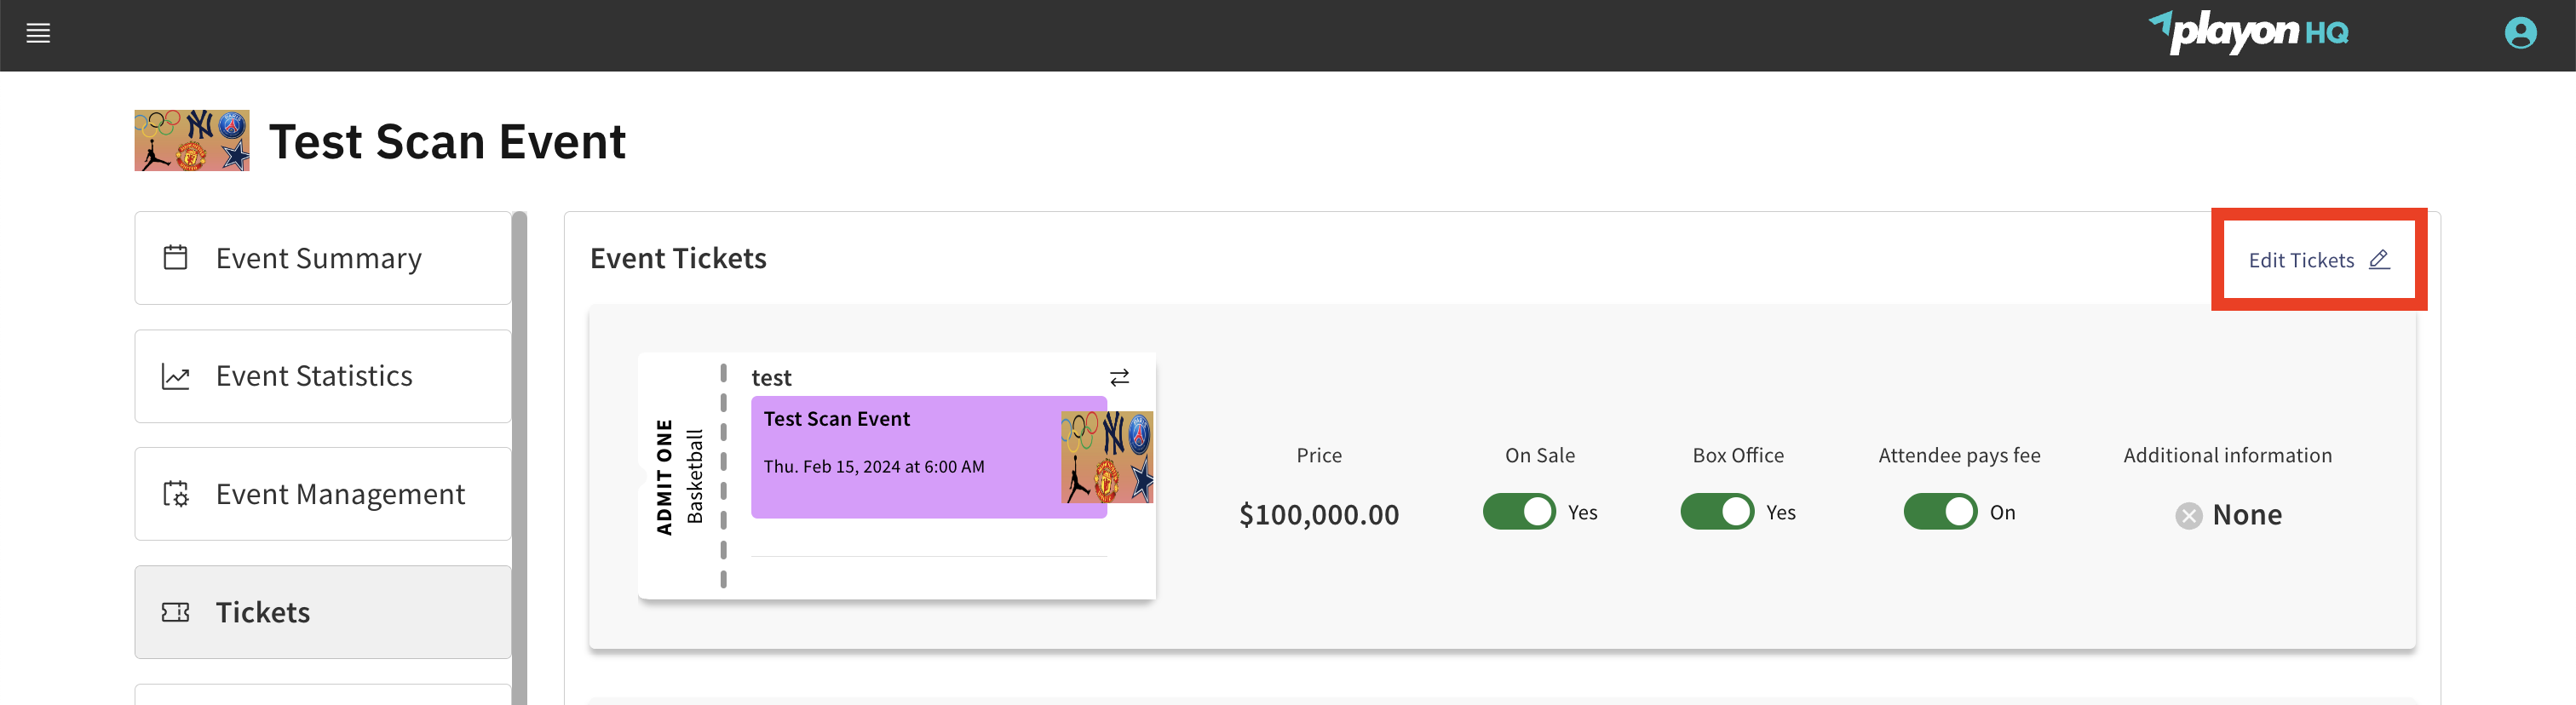 playon HQ
Test Scan Event
Event Summary
Event Statistics
Event Management
Tickets
Event Tickets
Edit Tickets
ADMIT ONE
Basketball
test
Test Scan Event
Thu. Feb 15, 2024 at 6:00 AM
Price
$100,000.00
On Sale
Yes
Box Office
Yes
Attendee pays fee
On
Additional information
None